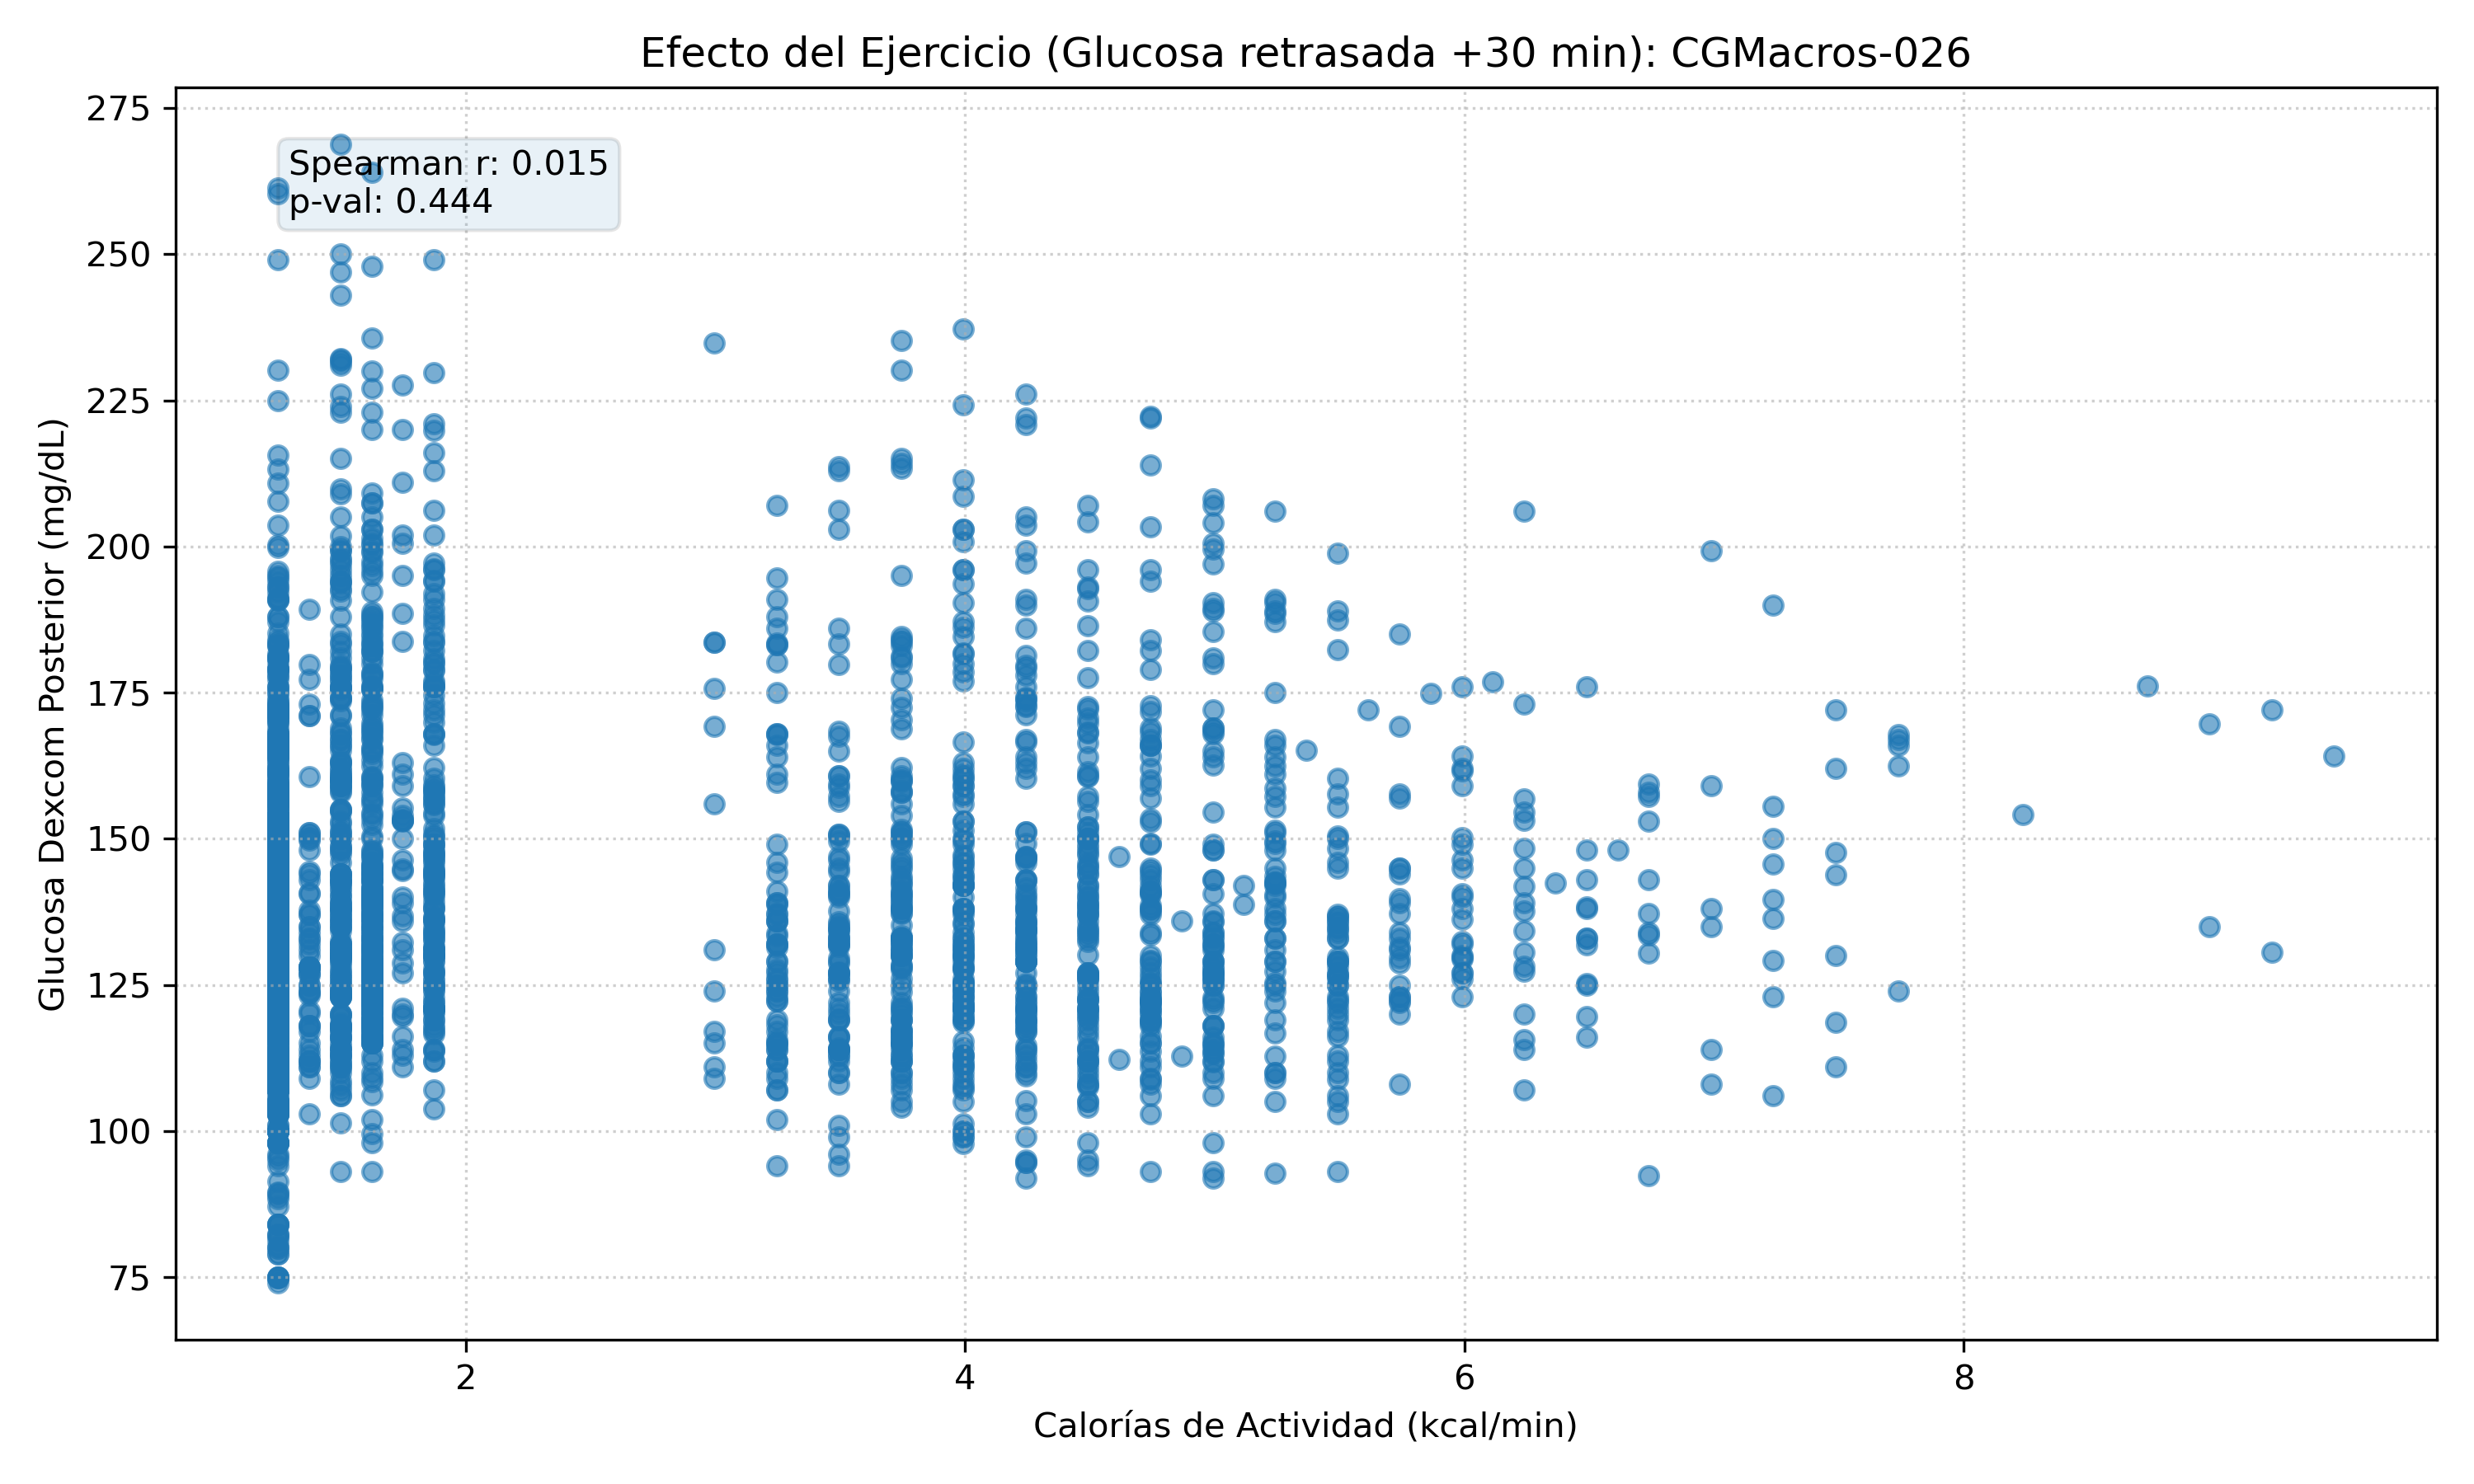 Efecto del Ejercicio (Glucosa retrasada +30 min): CGMacros-026
Spearman r: 0.015
p-val: 0.444
Glucosa Dexcom Posterior (mg/dL)
275
250
225
200
175
150
125
100
75
2
4
6
8
Calorías de Actividad (kcal/min)